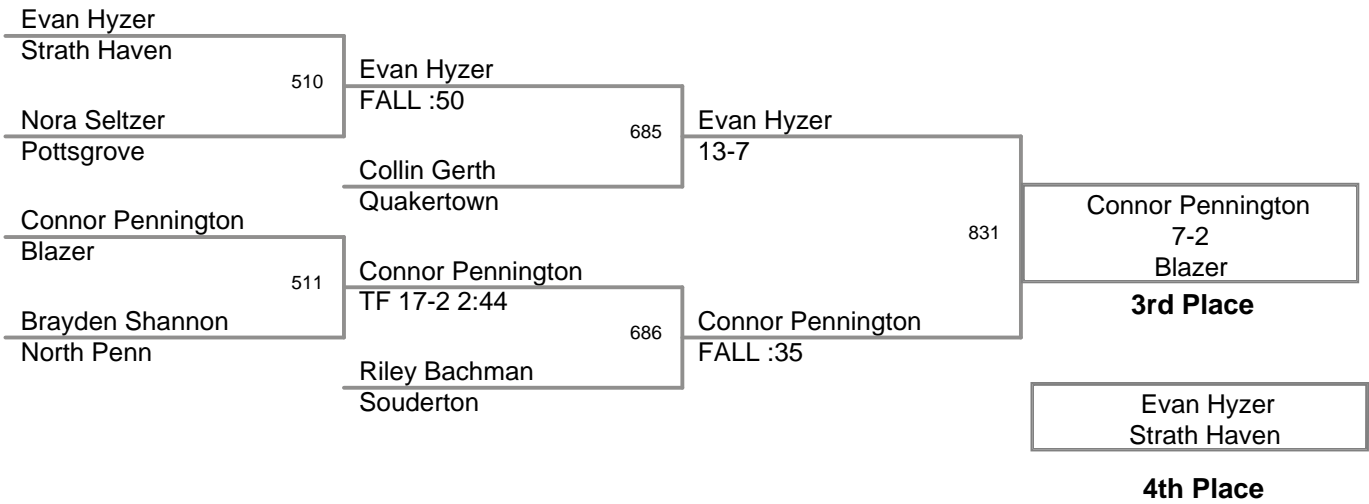 Evan Hyzer
Strath Haven
510
Nora Seltzer
Pottsgrove
Evan Hyzer
FALL :50
685
Collin Gerth
Quakertown
Evan Hyzer
13-7
Connor Pennington
Blazer
511
Brayden Shannon
North Penn
Connor Pennington
TF 17-2 2:44
686
Riley Bachman
Souderton
Connor Pennington
FALL :35
831
Connor Pennington
7-2
Blazer
3rd Place
Evan Hyzer
Strath Haven
4th Place